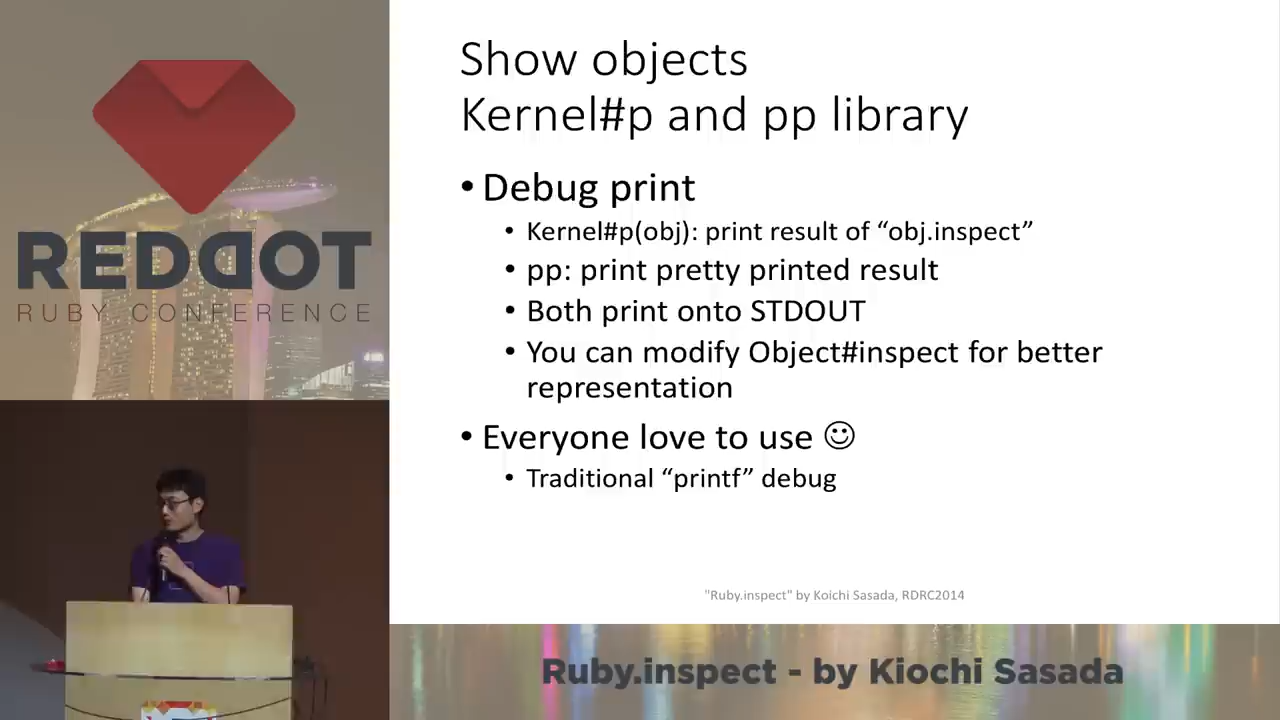 REDDOT
RUBY CONFERENCE
Show objects
Kernel#p and pp library
• Debug print
• Kernel#p(obj): print result of “obj.inspect”
• pp: print pretty printed result
• Both print onto STDOUT
• You can modify Object#inspect for better
representation
• Everyone love to use ☺
• Traditional “printf” debug
"Ruby.inspect" by Koichi Sasada, RDRC2014
Ruby.inspect - by Kiochi Sasada